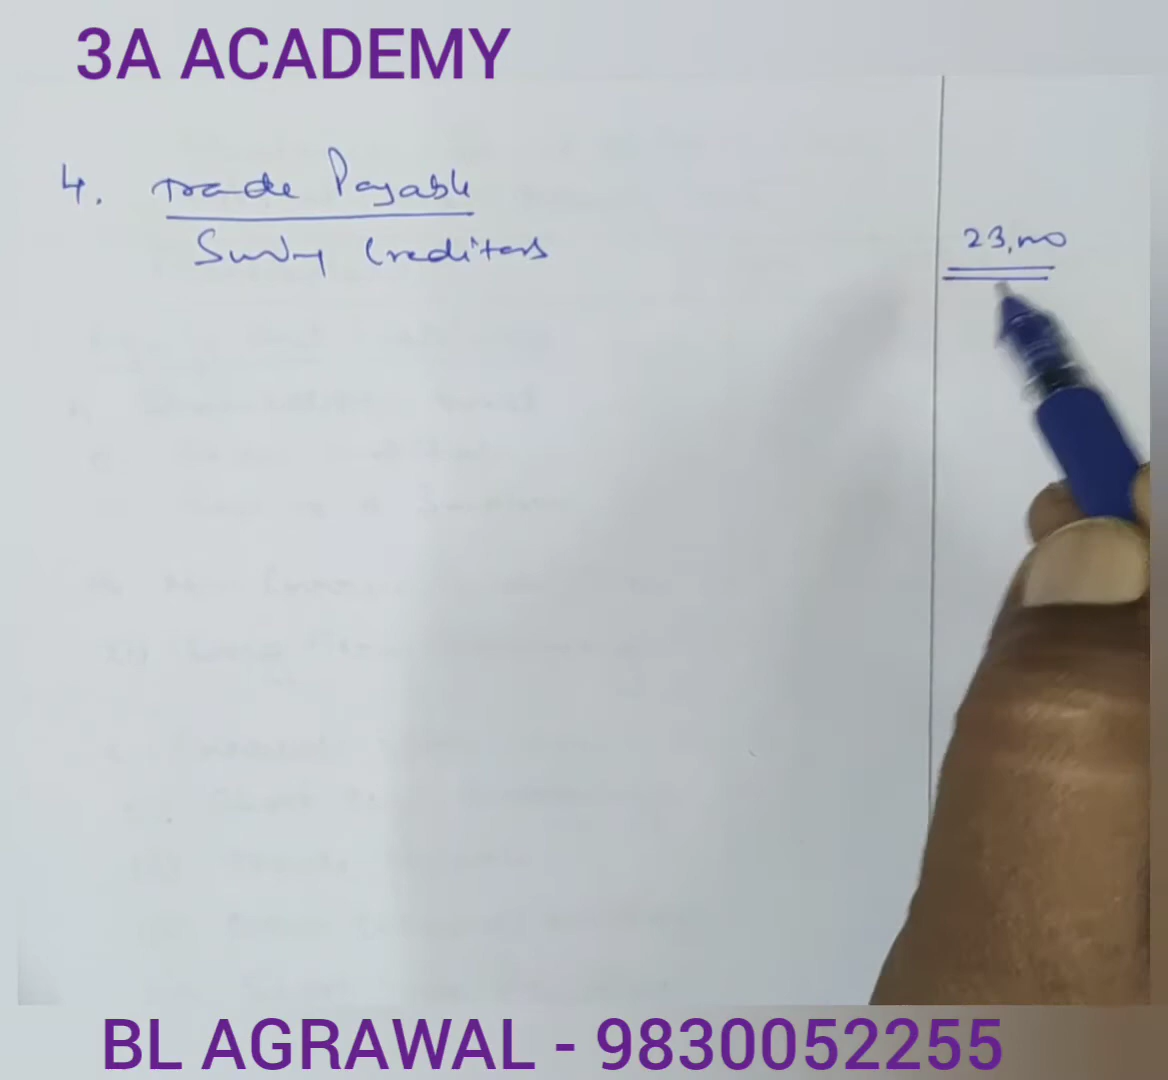 3A ACADEMY
4. Trade Payable
Sundry Creditors 23,000
BL AGRAWAL - 9830052255